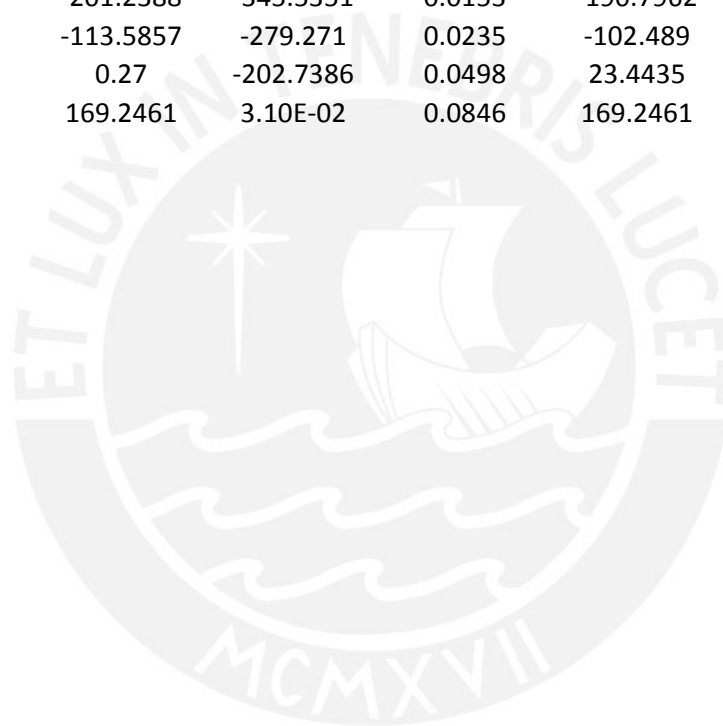 -113.5857 -279.271 0.0235 -102.489
0.27 -202.7386 0.0498 23.4435
169.2461 3.10E-02 0.0846 169.2461
ET LUX IN TENEBRIS LUCET
MCMXVII